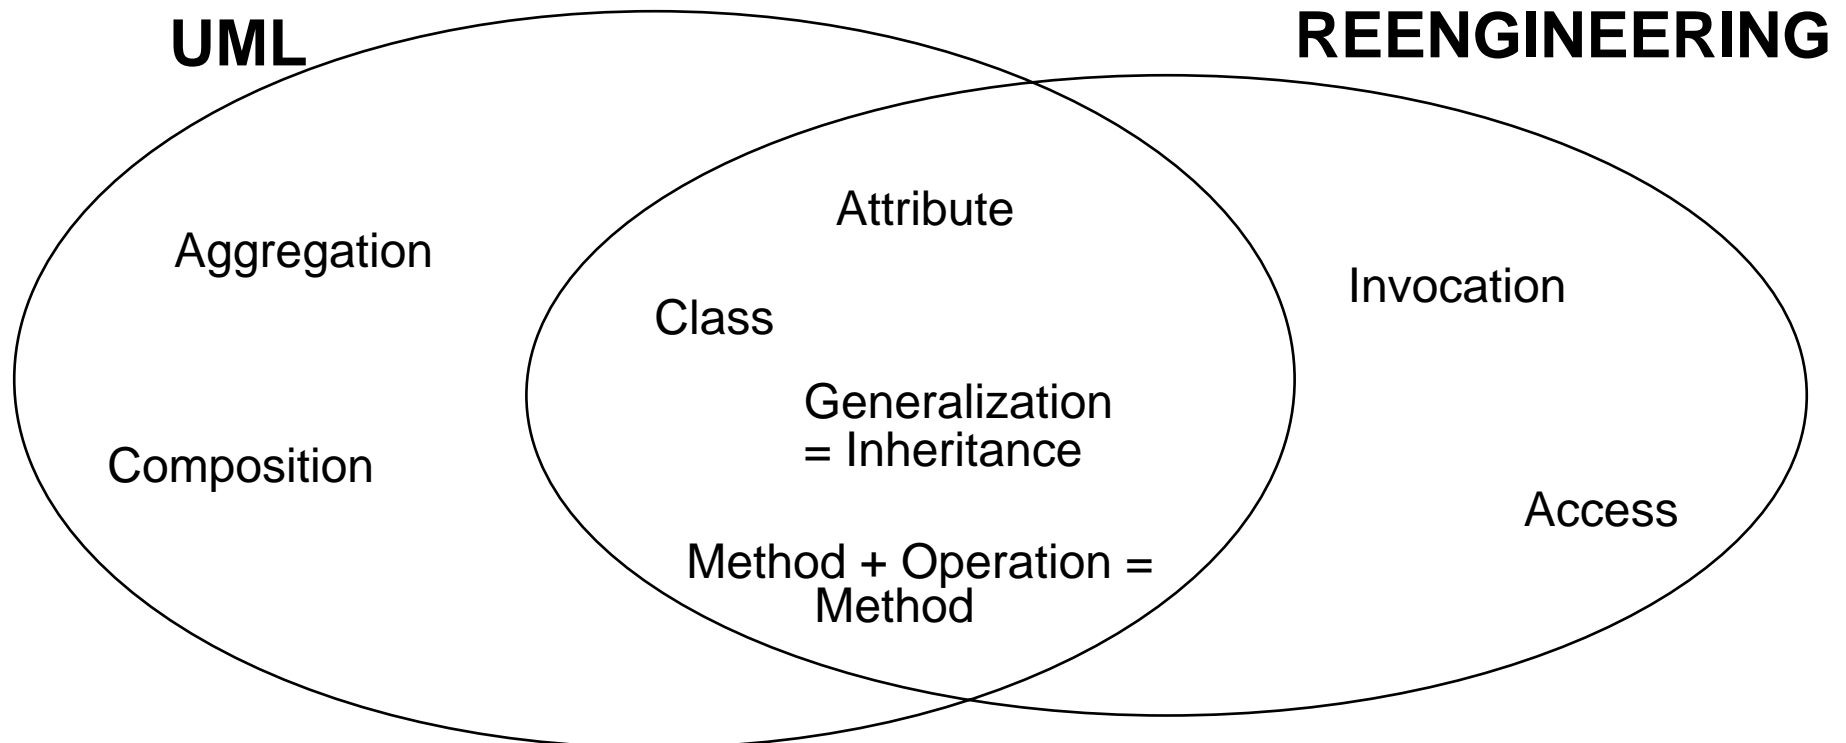 UML
REENGINEERING
Attribute
Aggregation
Invocation
Class
Generalization
= Inheritance
Composition
Access
Method + Operation =
Method